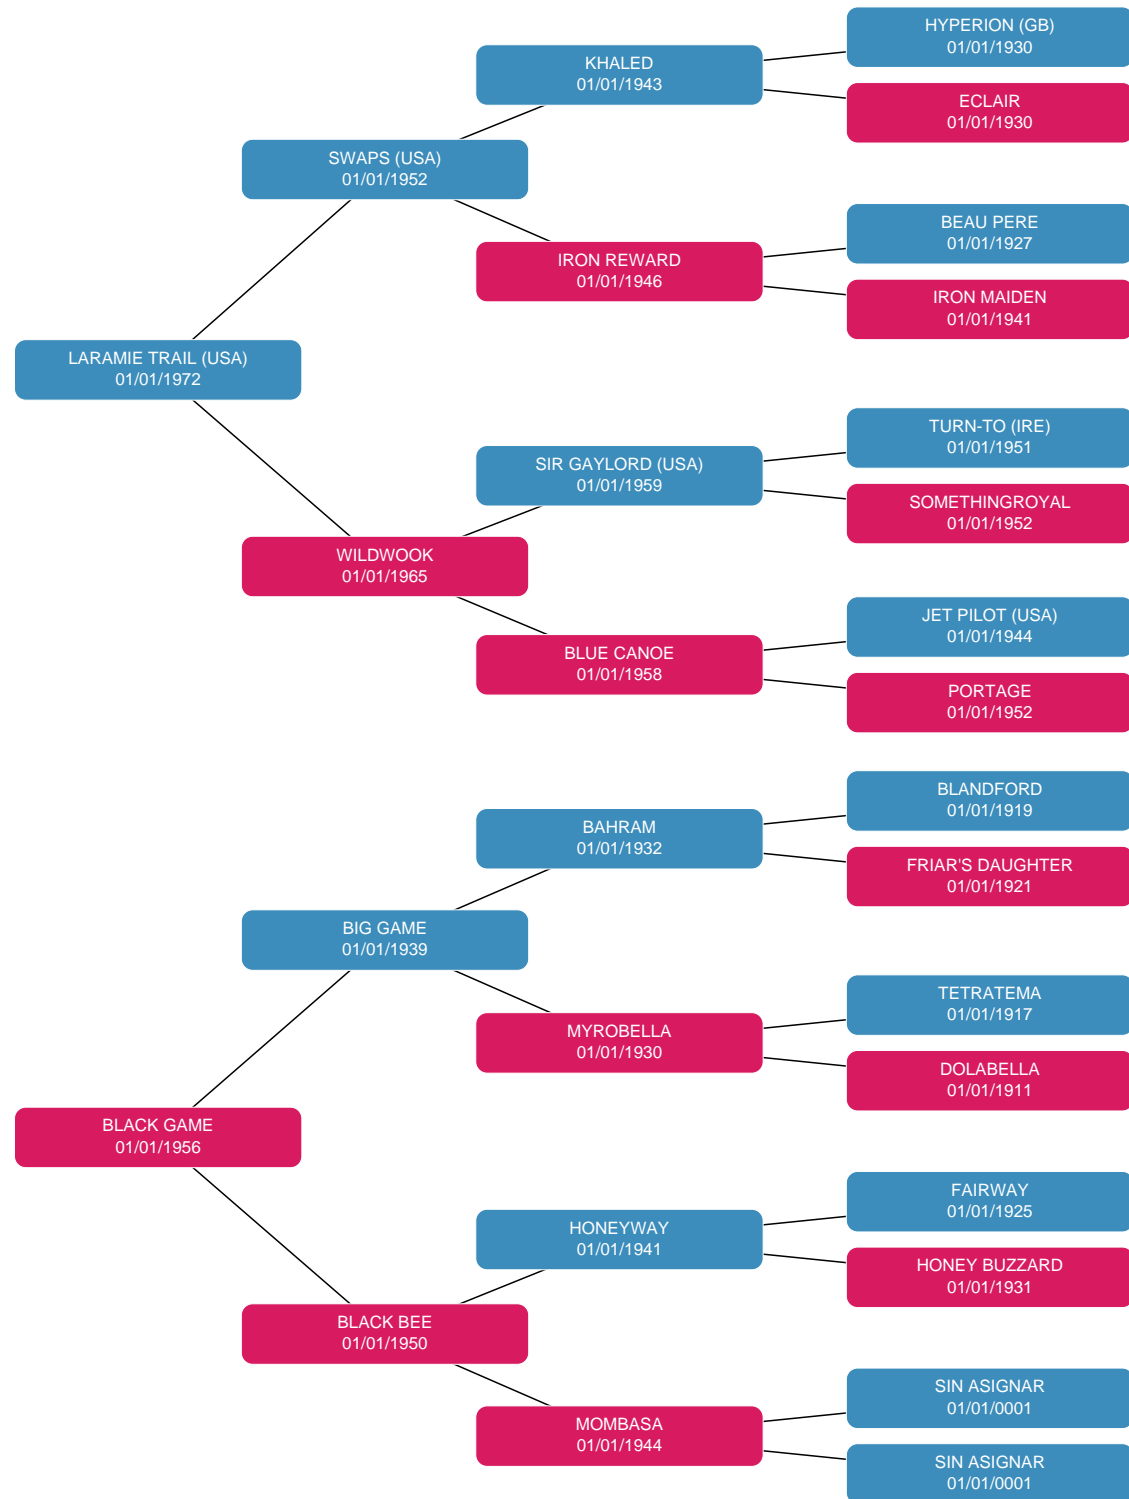 HYPERION (GB)
01/01/1930
KHALED
01/01/1943
ECLAIR
01/01/1930
SWAPS (USA)
01/01/1952
BEAU PERE
01/01/1927
IRON REWARD
01/01/1946
IRON MAIDEN
01/01/1941
LARAMIE TRAIL (USA)
01/01/1972
TURN-TO (IRE)
01/01/1951
SIR GAYLORD (USA)
01/01/1959
SOMETHINGROYAL
01/01/1952
WILDWOOK
01/01/1965
JET PILOT (USA)
01/01/1944
BLUE CANOE
01/01/1958
PORTAGE
01/01/1952
BLANDFORD
01/01/1919
BAHRAM
01/01/1932
FRIAR'S DAUGHTER
01/01/1921
BIG GAME
01/01/1939
TETRATEMA
01/01/1917
MYROBELLA
01/01/1930
DOLABELLA
01/01/1911
BLACK GAME
01/01/1956
FAIRWAY
01/01/1925
HONEYWAY
01/01/1941
HONEY BUZZARD
01/01/1931
BLACK BEE
01/01/1950
SIN ASIGNAR
01/01/0001
MOMBASA
01/01/1944
SIN ASIGNAR
01/01/0001